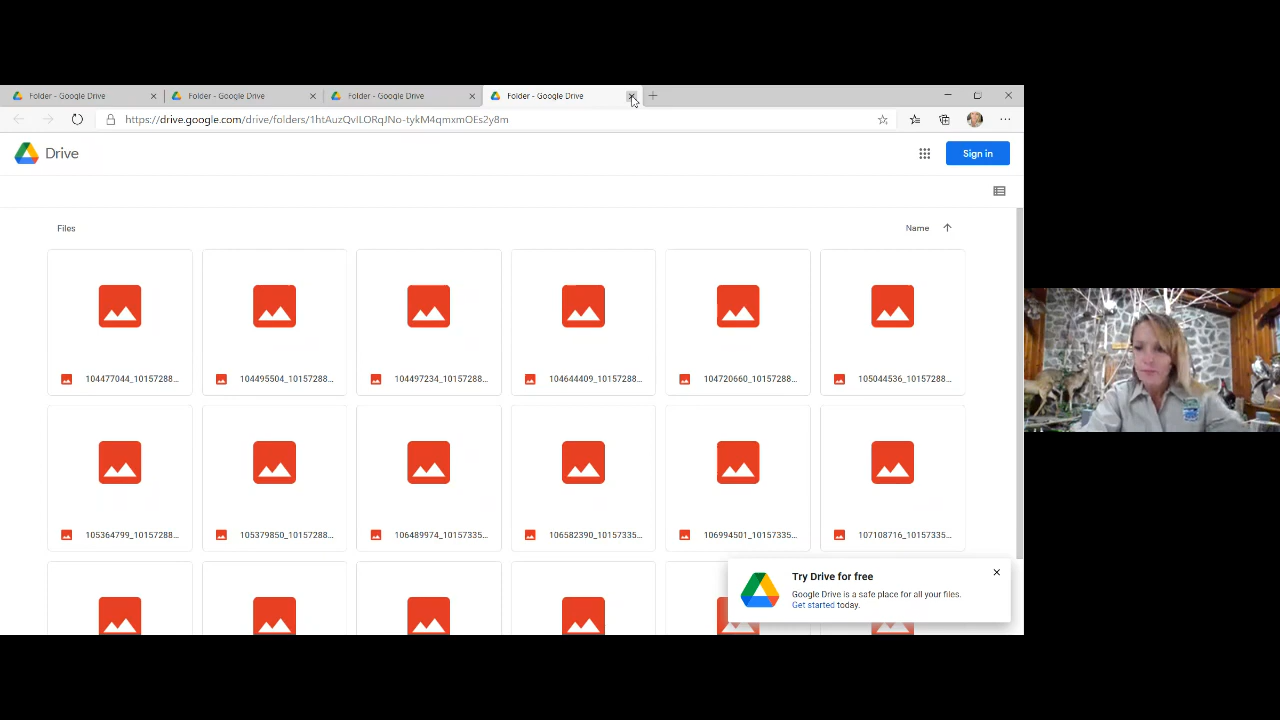 Folder - Google Drive
Folder - Google Drive
Folder - Google Drive
Folder - Google Drive
https://drive.google.com/drive/folders/1htAuzQvILORqJNo-tykM4qmxmOEs2y8m
Drive
Sign in
Files
Name
104477044_10157288...
104495504_10157288...
104497234_10157288...
104644409_10157288...
104720660_10157288...
105044536_10157288...
105364799_10157288...
105379850_10157288...
106489974_10157335...
106582390_10157335...
106994501_10157335...
107108716_10157335...
Try Drive for free
Google Drive is a safe place for all your files.
Get started today.